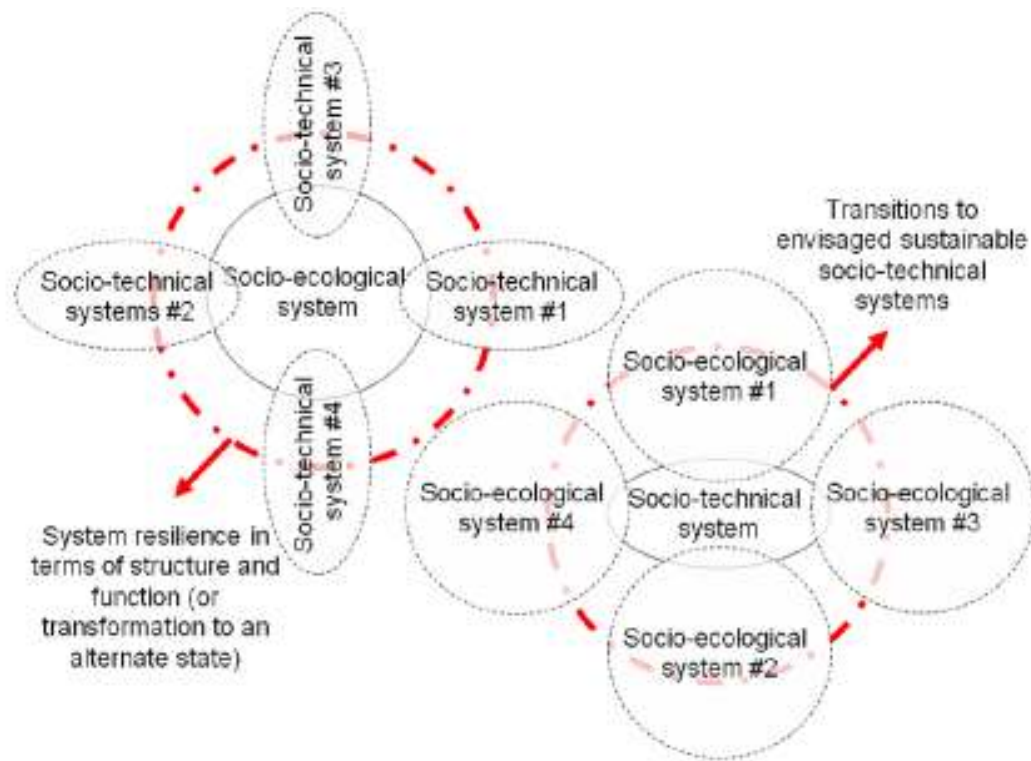 Socio-technical
system #3
Socio-technical
systems #2
Socio-ecological
system
Socio-technical
system #1
Socio-technical
system #4
System resilience in
terms of structure and
function (or
transformation to an
alternate state)
Transitions to
envisaged sustainable
socio-technical
systems
Socio-ecological
system #1
Socio-ecological
system #4
Socio-technical
system
Socio-ecological
system #3
Socio-ecological
system #2